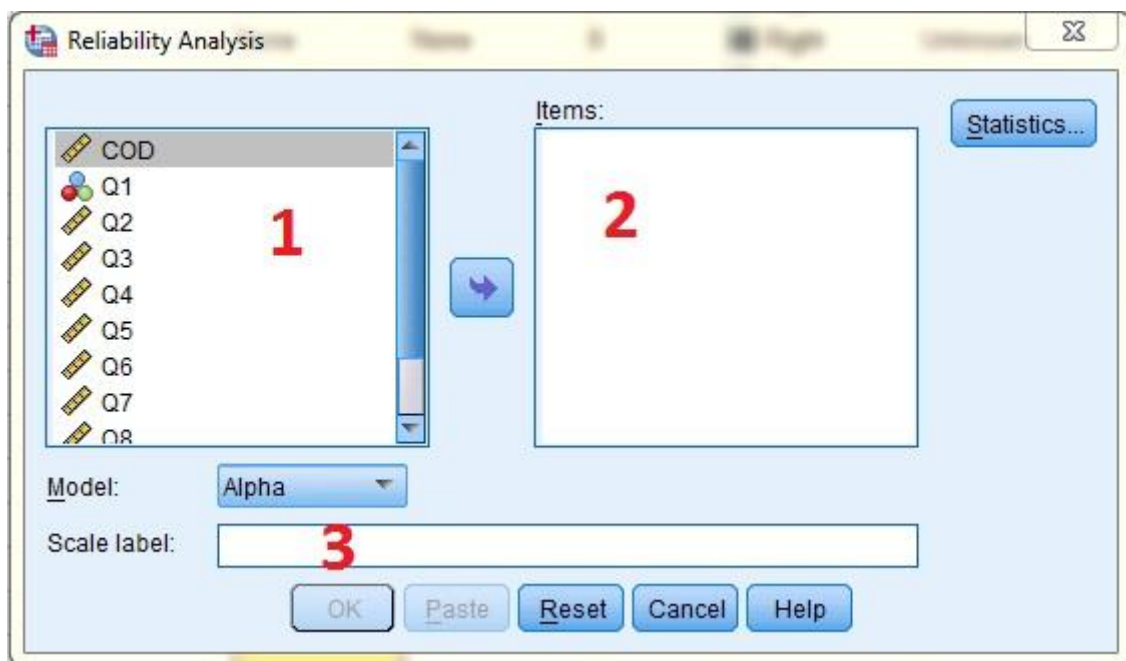 Reliability Analysis
Items:
Statistics...
COD
Q1
Q2
Q3
Q4
Q5
Q6
Q7
Q8
1
2
Model:
Alpha
Scale label:
3
OK
Paste
Reset
Cancel
Help